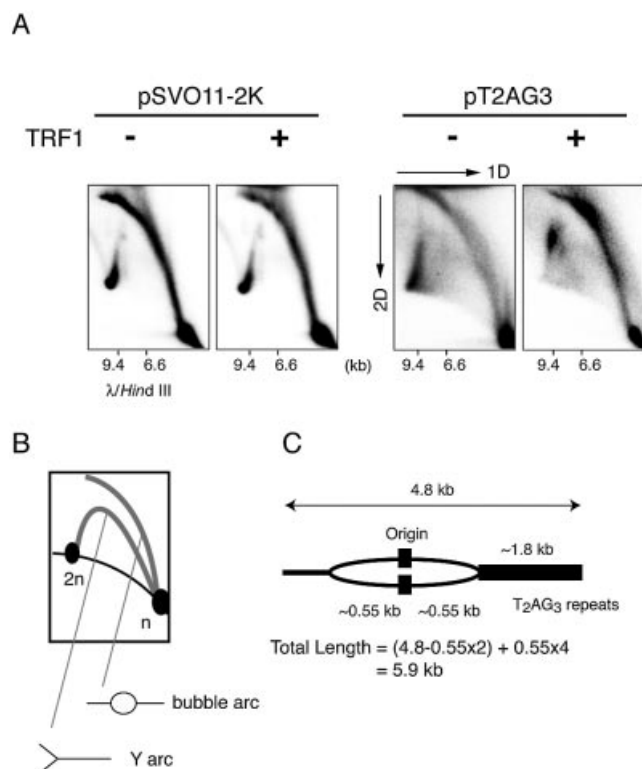 A
pSVO11-2K pT2AG3
TRF1 - + - +
1D
2D
9.4 6.6 9.4 6.6 (kb) 9.4 6.6 9.4 6.6
λ/Hind III
B
2n
n
bubble arc
Y arc
C
4.8 kb
Origin
~1.8 kb
~0.55 kb ~0.55 kb
T2AG3 repeats
Total Length = (4.8-0.55x2) + 0.55x4
= 5.9 kb